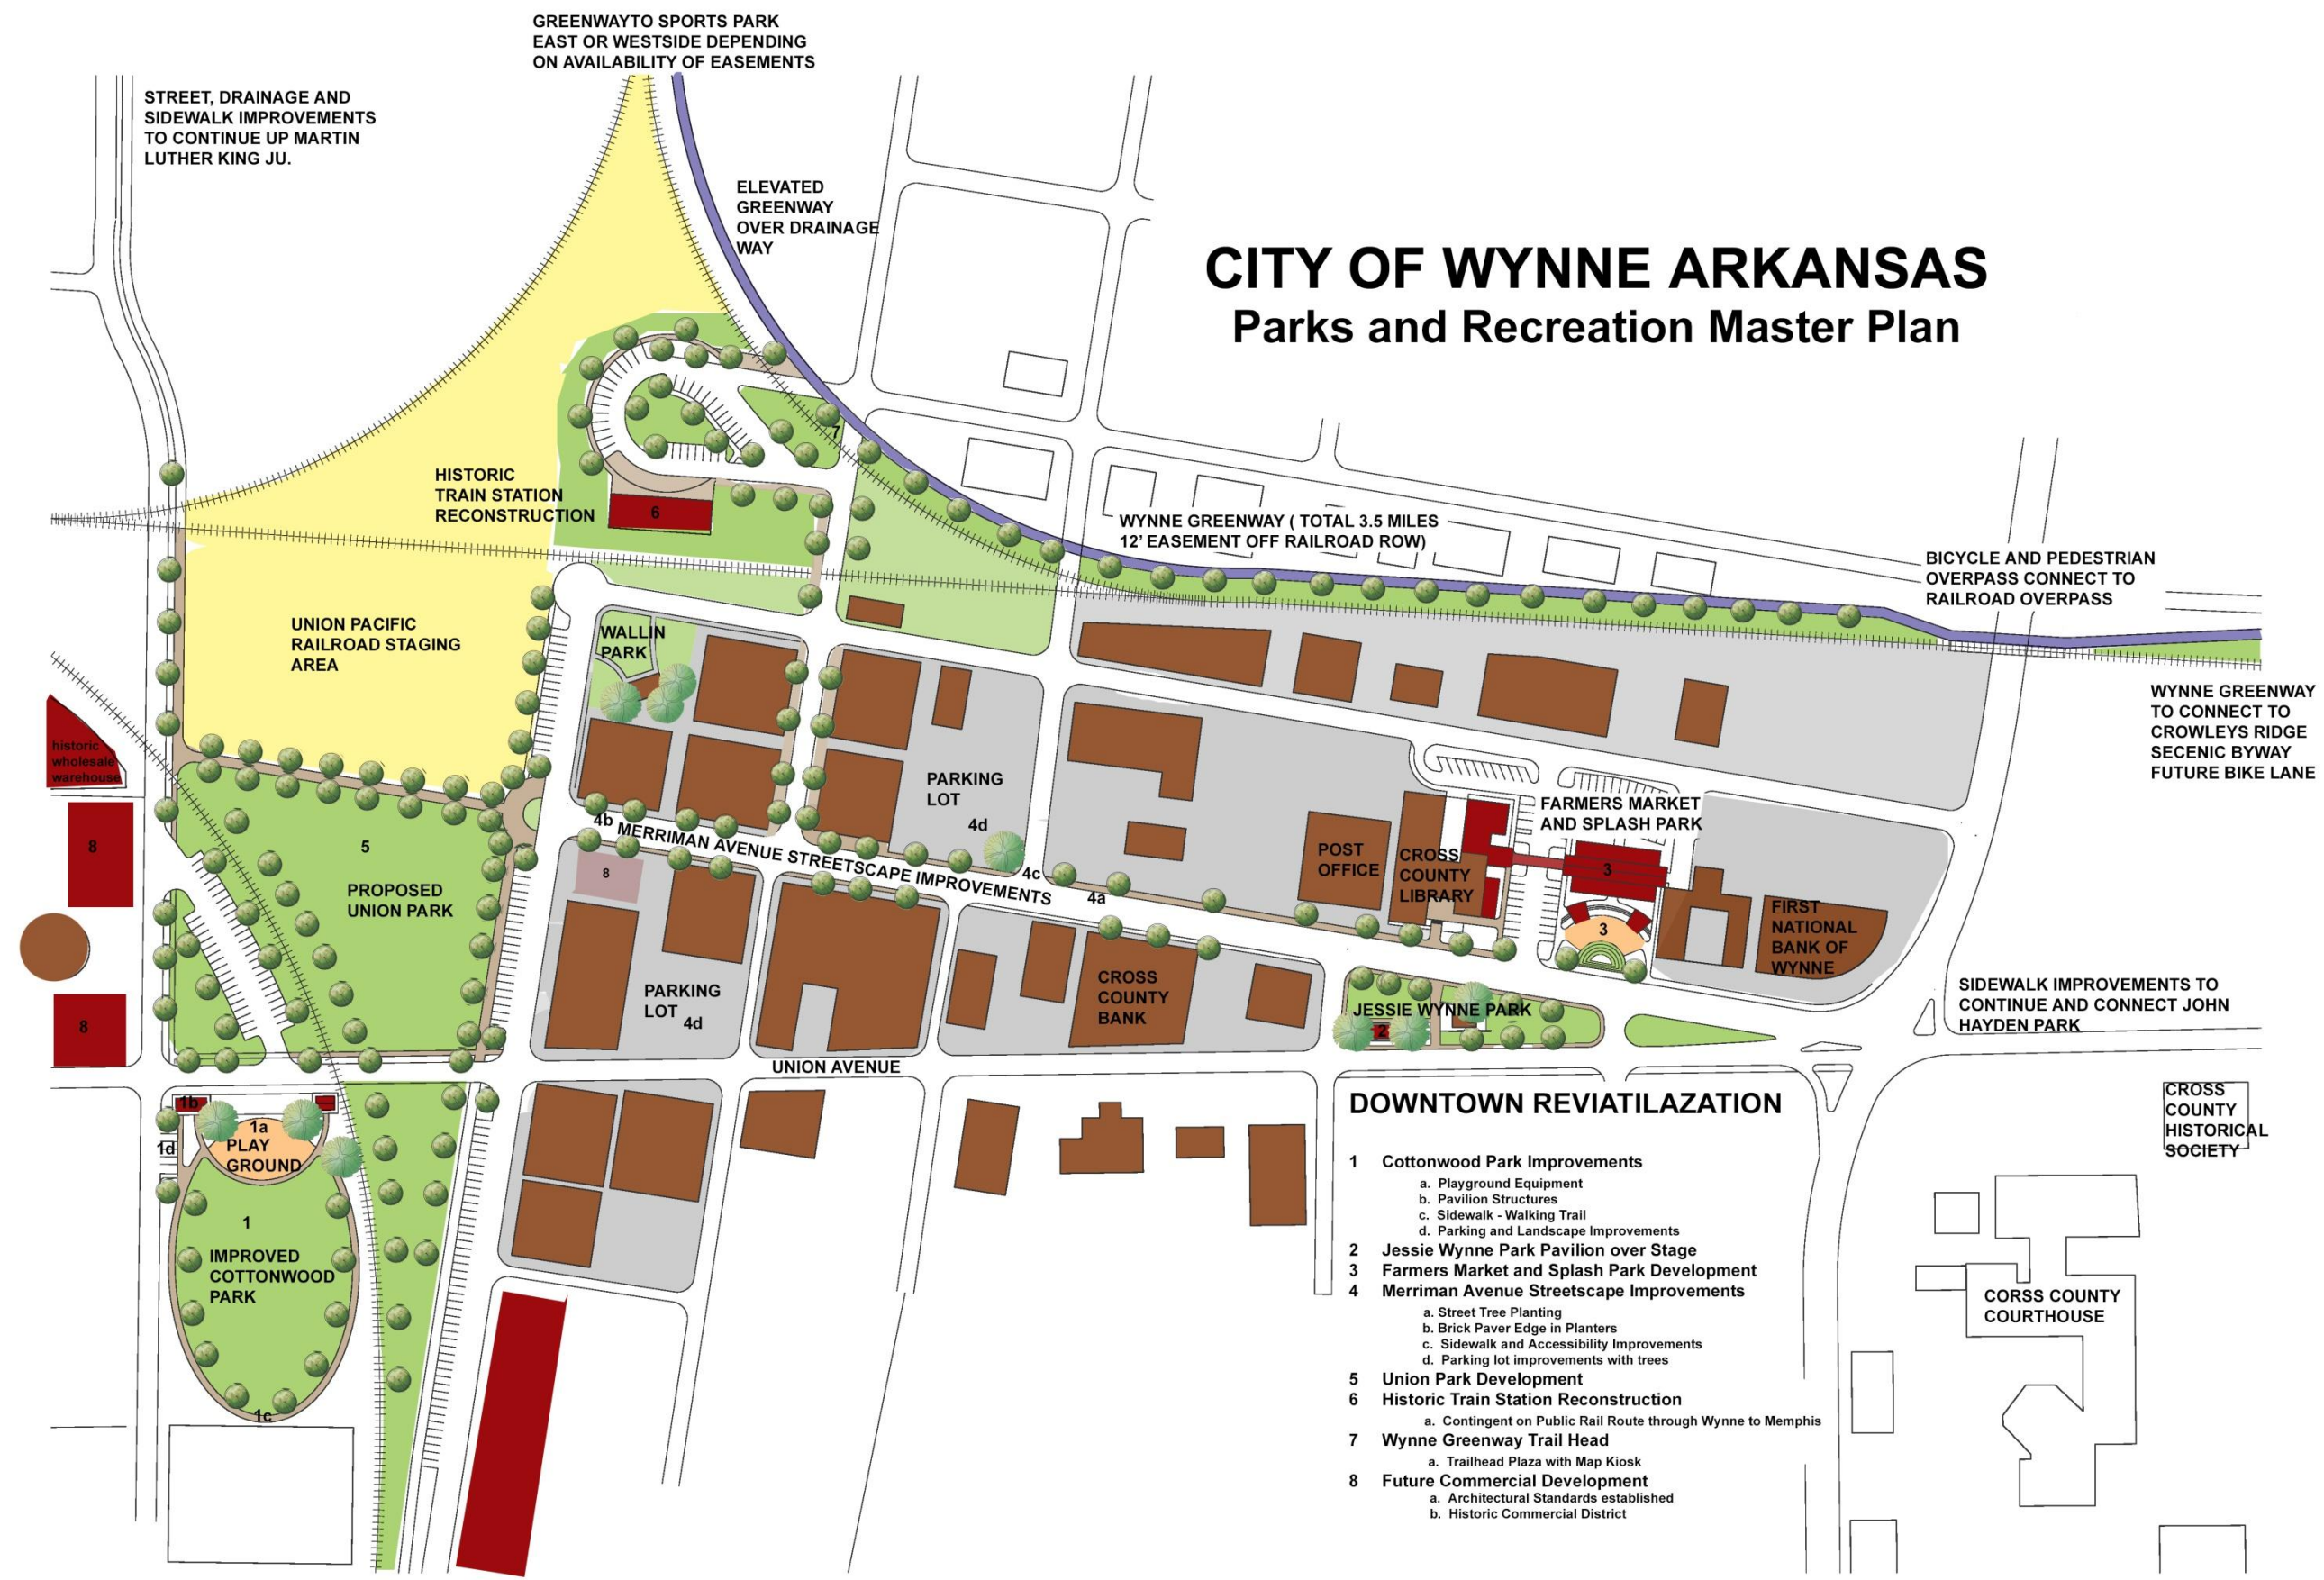 GREENWAYTO SPORTS PARK
EAST OR WESTSIDE DEPENDING
ON AVAILABILITY OF EASEMENTS
STREET, DRAINAGE AND
SIDEWALK IMPROVEMENTS
TO CONTINUE UP MARTIN
LUTHER KING JU.
ELEVATED
GREENWAY
OVER DRAINAGE
WAY
CITY OF WYNNE ARKANSAS
Parks and Recreation Master Plan
7
HISTORIC
TRAIN STATION
RECONSTRUCTION
6
WYNNE GREENWAY ( TOTAL 3.5 MILES
12' EASEMENT OFF RAILROAD ROW)
BICYCLE AND PEDESTRIAN
OVERPASS CONNECT TO
RAILROAD OVERPASS
UNION PACIFIC
RAILROAD STAGING
AREA
WALLIN
PARK
WYNNE GREENWAY
TO CONNECT TO
CROWLEYS RIDGE
SECENIC BYWAY
FUTURE BIKE LANE
historic
wholesale
warehouse
PARKING
LOT
4d
FARMERS MARKET
AND SPLASH PARK
4b MERRIMAN AVENUE STREETSCAPE IMPROVEMENTS
4c
4a
8
5
PROPOSED
UNION PARK
8
POST
OFFICE
CROSS
COUNTY
LIBRARY
3
3
FIRST
NATIONAL
BANK OF
WYNNE
8
PARKING
LOT
4d
CROSS
COUNTY
BANK
JESSIE WYNNE PARK
2
SIDEWALK IMPROVEMENTS TO
CONTINUE AND CONNECT JOHN
HAYDEN PARK
UNION AVENUE
CROSS
COUNTY
HISTORICAL
SOCIETY
1b
1a
PLAY
GROUND
1d
1
IMPROVED
COTTONWOOD
PARK
1c
DOWNTOWN REVIATILAZATION
1 Cottonwood Park Improvements
a. Playground Equipment
b. Pavilion Structures
c. Sidewalk - Walking Trail
d. Parking and Landscape Improvements
2 Jessie Wynne Park Pavilion over Stage
3 Farmers Market and Splash Park Development
4 Merriman Avenue Streetscape Improvements
a. Street Tree Planting
b. Brick Paver Edge in Planters
c. Sidewalk and Accessibility Improvements
d. Parking lot improvements with trees
5 Union Park Development
6 Historic Train Station Reconstruction
a. Contingent on Public Rail Route through Wynne to Memphis
7 Wynne Greenway Trail Head
a. Trailhead Plaza with Map Kiosk
8 Future Commercial Development
a. Architectural Standards established
b. Historic Commercial District
CORSS COUNTY
COURTHOUSE